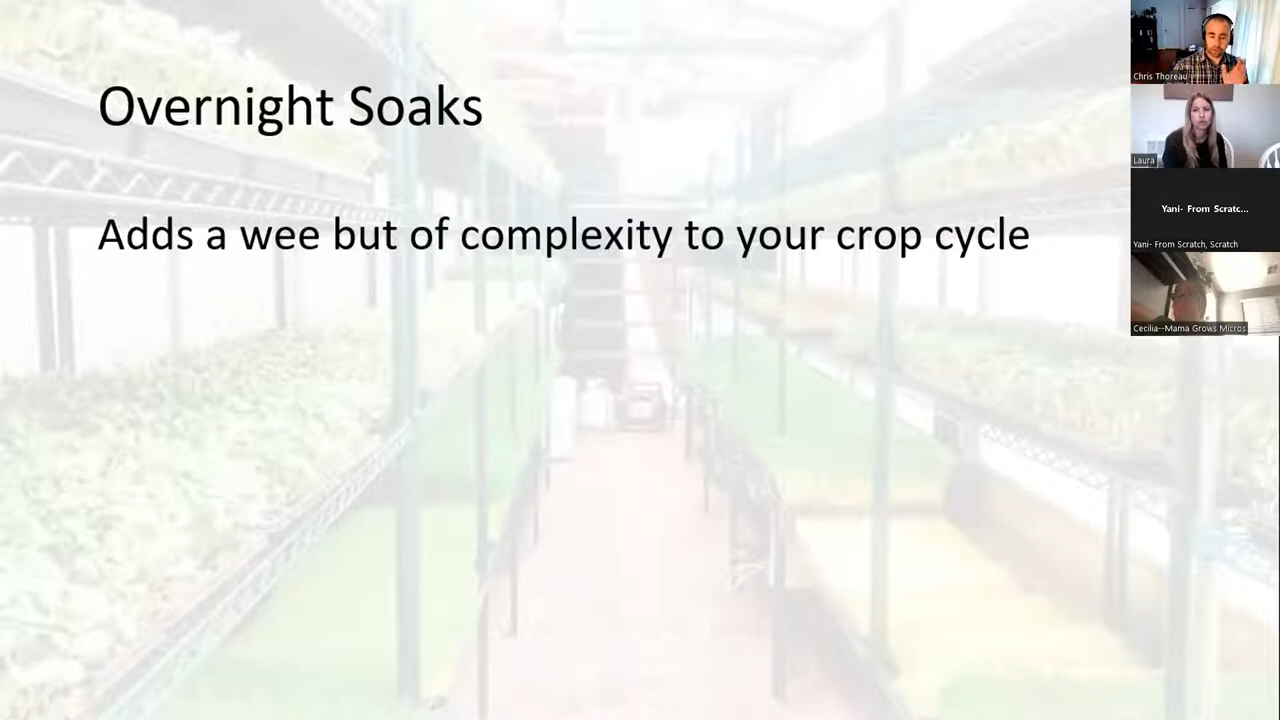 Overnight Soaks
Adds a wee but of complexity to your crop cycle
Chris Thoreau
Laura
Yani- From Scratc...
Yani- From Scratch, Scratch
Cecilia--Mama Grows Micros